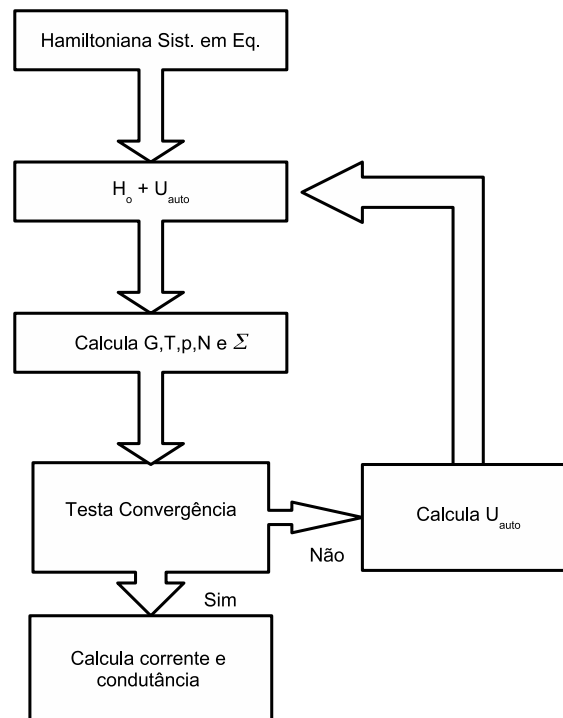 Hamiltoniana Sist. em Eq.
H_o + U_auto
Calcula G,T,p,N e Σ
Testa Convergência
Calcula U_auto
Não
Sim
Calcula corrente e
condutância